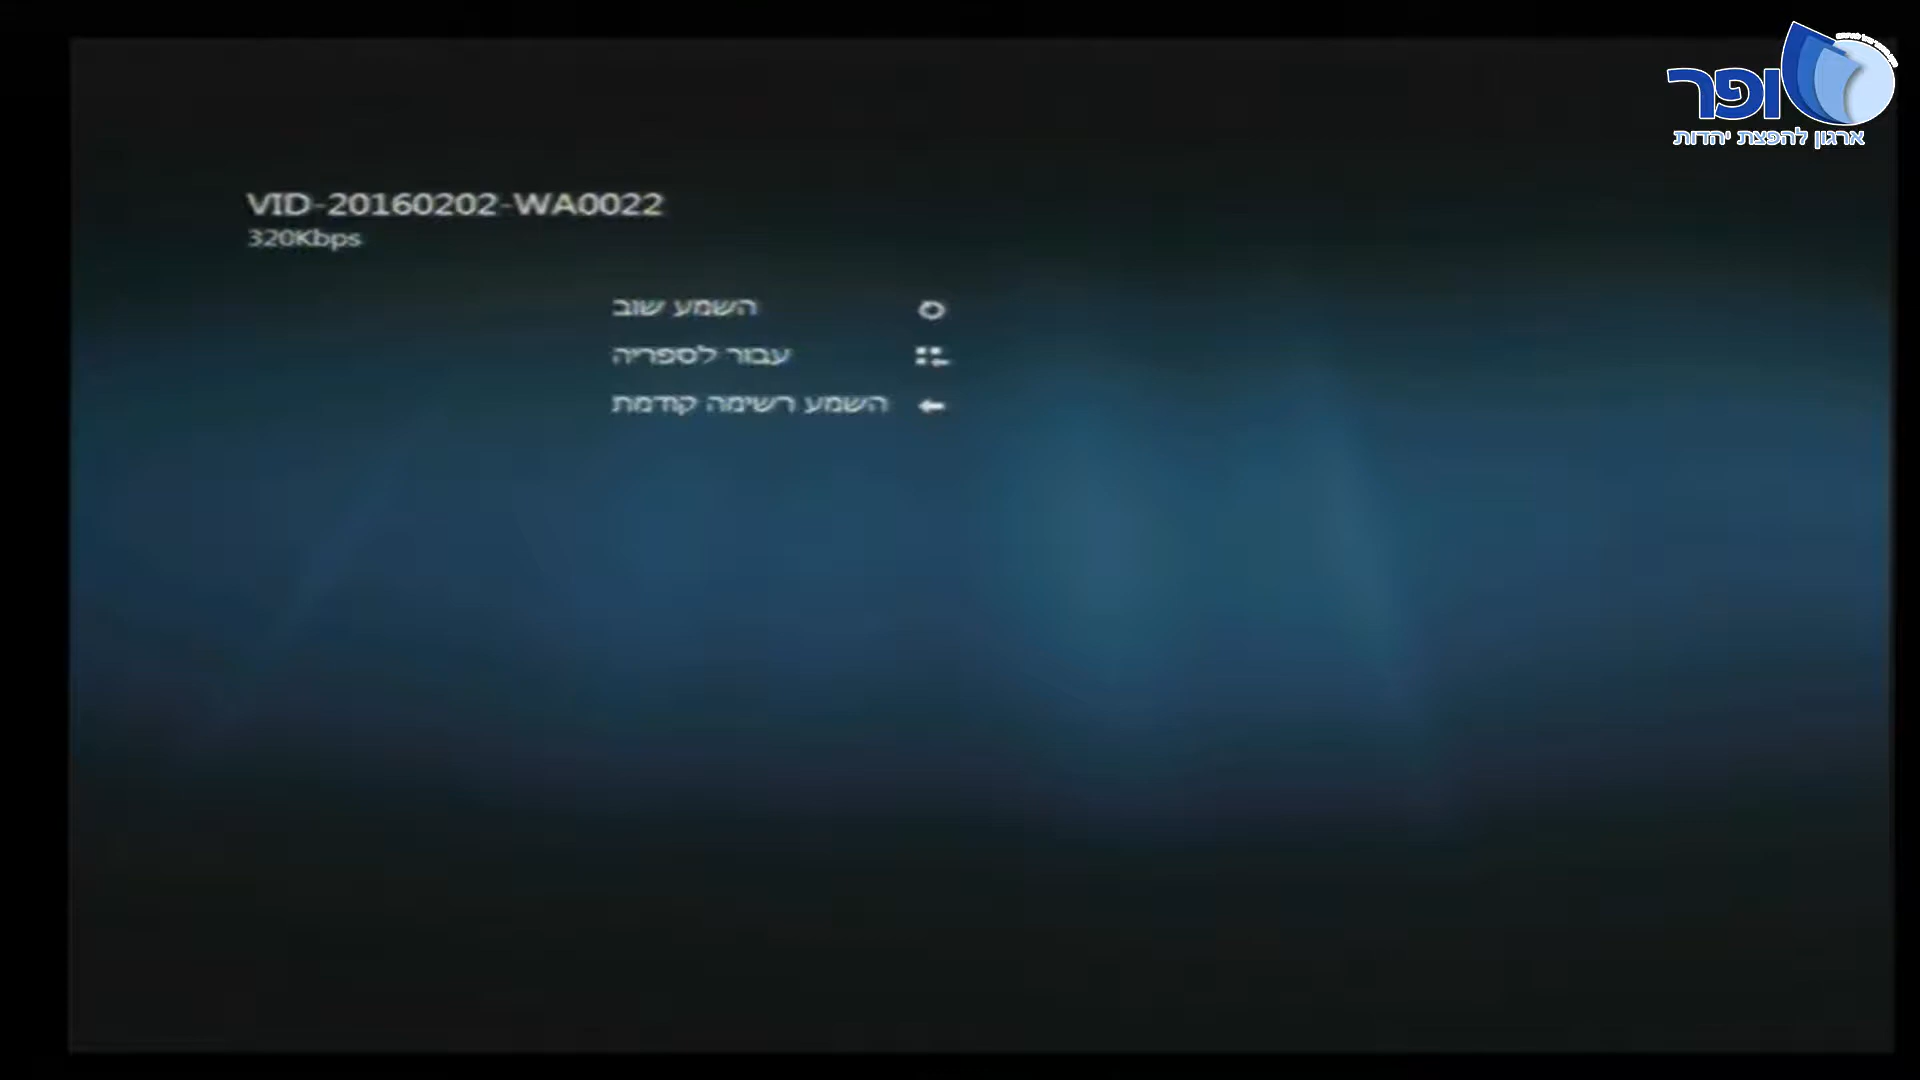 ופר
ארגון להפצת יהדות
VID-20160202-WA0022
320Kbps
השמע שוב
עבור לספריה
השמע רשימה קודמת